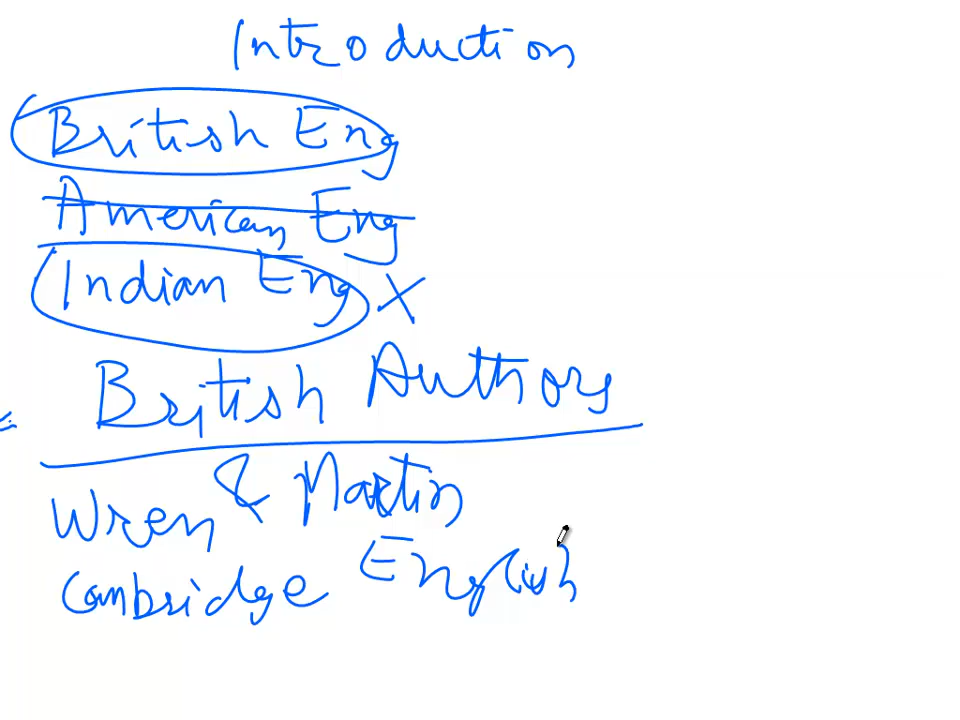 Introduction
British Eng
American Eng
Indian Eng X
British Authors
Wren & Martin
Cambridge English